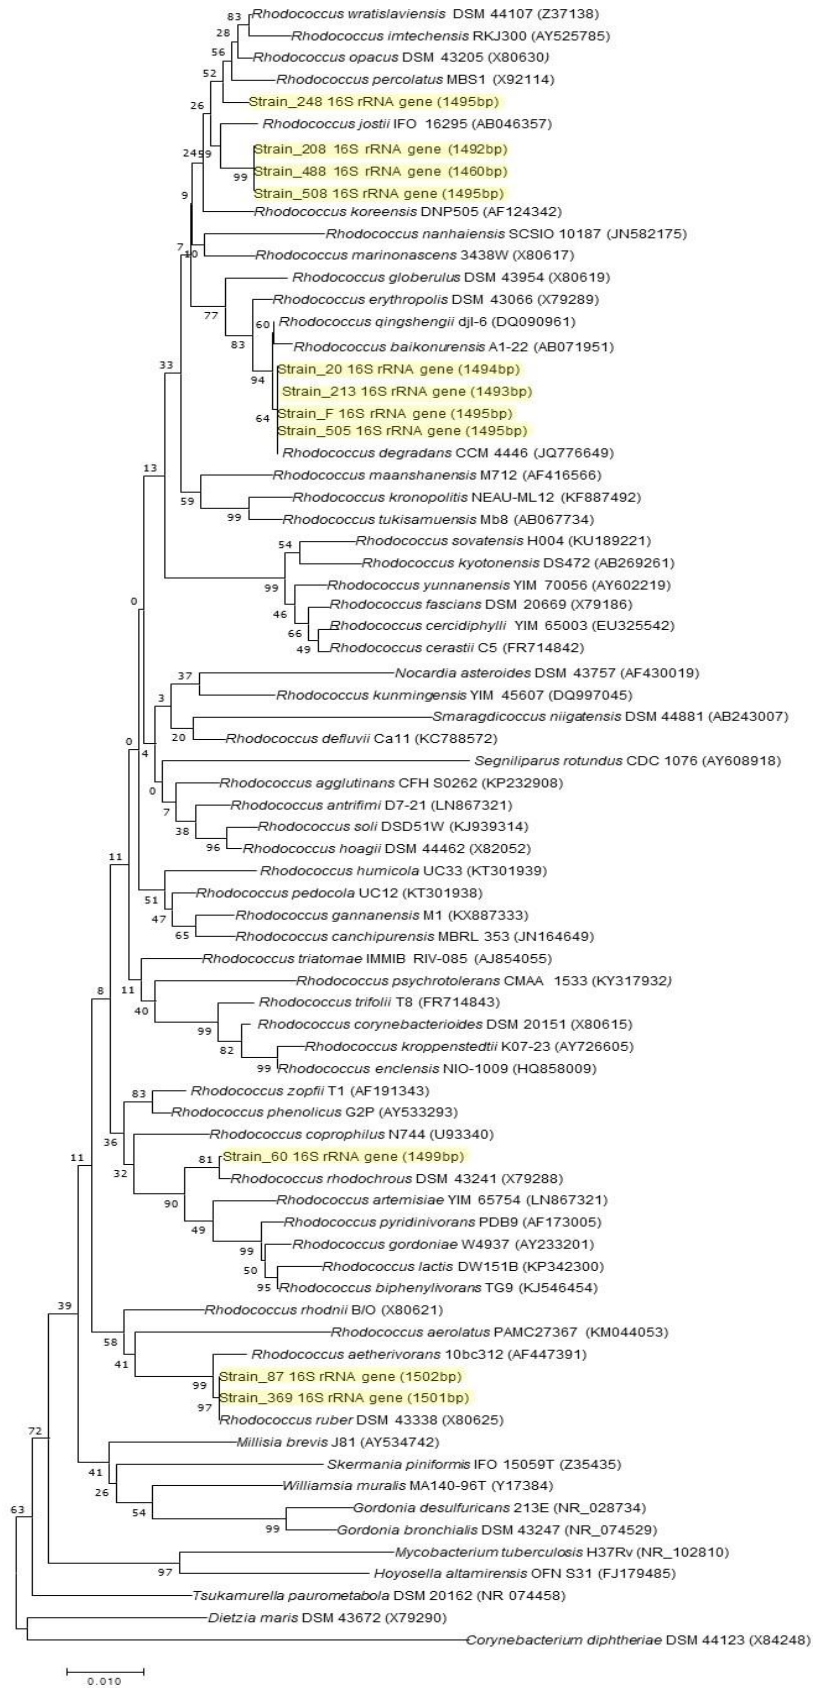 83
Rhodococcus wratislaviensis DSM 44107 (Z37138)
28
Rhodococcus imtechensis RKJ300 (AY525785)
56
Rhodococcus opacus DSM 43205 (X80630)
52
Rhodococcus percolatus MBS1 (X92114)
26
Strain_248 16S rRNA gene (1495bp)
Rhodococcus jostii IFO 16295 (AB046357)
2459
Strain_208 16S rRNA gene (1492bp)
99
Strain_488 16S rRNA gene (1460bp)
9
Strain_508 16S rRNA gene (1495bp)
Rhodococcus koreensis DNP505 (AF124342)
Rhodococcus nanhaiensis SCSIO 10187 (JN582175)
7
10
Rhodococcus marinonascens 3438W (X80617)
Rhodococcus globerulus DSM 43954 (X80619)
77
Rhodococcus erythropolis DSM 43066 (X79289)
60
Rhodococcus qingshengii djl-6 (DQ090961)
83
Rhodococcus baikonurensis A1-22 (AB071951)
33
94
Strain_20 16S rRNA gene (1494bp)
Strain_213 16S rRNA gene (1493bp)
64
Strain_F 16S rRNA gene (1495bp)
Strain_505 16S rRNA gene (1495bp)
Rhodococcus degradans CCM 4446 (JQ776649)
13
Rhodococcus maanshanensis M712 (AF416566)
59
Rhodococcus kronopolitis NEAU-ML12 (KF887492)
99
Rhodococcus tukisamuensis Mb8 (AB067734)
54
Rhodococcus sovatensis H004 (KU189221)
Rhodococcus kyotonensis DS472 (AB269261)
99
Rhodococcus yunnanensis YIM 70056 (AY602219)
0
46
Rhodococcus fascians DSM 20669 (X79186)
66
Rhodococcus cercidiphylli YIM 65003 (EU325542)
49
Rhodococcus cerastii C5 (FR714842)
37
Nocardia asteroides DSM 43757 (AF430019)
3
Rhodococcus kunmingensis YIM 45607 (DQ997045)
Smaragdicoccus niigatensis DSM 44881 (AB243007)
20
0
Rhodococcus defluvii Ca11 (KC788572)
4
Segniliparus rotundus CDC 1076 (AY608918)
0
Rhodococcus agglutinans CFH S0262 (KP232908)
7
Rhodococcus antrifimi D7-21 (LN867321)
38
Rhodococcus soli DSD51W (KJ939314)
96
Rhodococcus hoagii DSM 44462 (X82052)
11
Rhodococcus humicola UC33 (KT301939)
51
Rhodococcus pedocola UC12 (KT301938)
47
Rhodococcus gannanensis M1 (KX887333)
65
Rhodococcus canchipurensis MBRL 353 (JN164649)
Rhodococcus triatomae IMMIB RIV-085 (AJ854055)
8
11
Rhodococcus psychrotolerans CMAA 1533 (KY317932)
40
Rhodococcus trifolii T8 (FR714843)
99
Rhodococcus corynebacterioides DSM 20151 (X80615)
82
Rhodococcus kroppenstedtii K07-23 (AY726605)
99
Rhodococcus enclensis NIO-1009 (HQ858009)
83
Rhodococcus zopfii T1 (AF191343)
Rhodococcus phenolicus G2P (AY533293)
36
Rhodococcus coprophilus N744 (U93340)
11
81
Strain_60 16S rRNA gene (1499bp)
32
Rhodococcus rhodochrous DSM 43241 (X79288)
90
Rhodococcus artemisiae YIM 65754 (LN867321)
49
Rhodococcus pyridinivorans PDB9 (AF173005)
99
Rhodococcus gordoniae W4937 (AY233201)
50
Rhodococcus lactis DW151B (KP342300)
95
Rhodococcus biphenylivorans TG9 (KJ546454)
39
Rhodococcus rhodnii B/O (X80621)
58
Rhodococcus aerolatus PAMC27367 (KM044053)
41
Rhodococcus aetherivorans 10bc312 (AF447391)
99
Strain_87 16S rRNA gene (1502bp)
Strain_369 16S rRNA gene (1501bp)
97
Rhodococcus ruber DSM 43338 (X80625)
72
Millisia brevis J81 (AY534742)
41
Skermania piniformis IFO 15059T (Z35435)
26
Williamsia muralis MA140-96T (Y17384)
54
63
Gordonia desulfuricans 213E (NR_028734)
99
Gordonia bronchialis DSM 43247 (NR_074529)
Mycobacterium tuberculosis H37Rv (NR_102810)
97
Hoyosella altamirensis OFN S31 (FJ179485)
Tsukamurella paurometabola DSM 20162 (NR 074458)
Dietzia maris DSM 43672 (X79290)
Corynebacterium diphtheriae DSM 44123 (X84248)
0.010